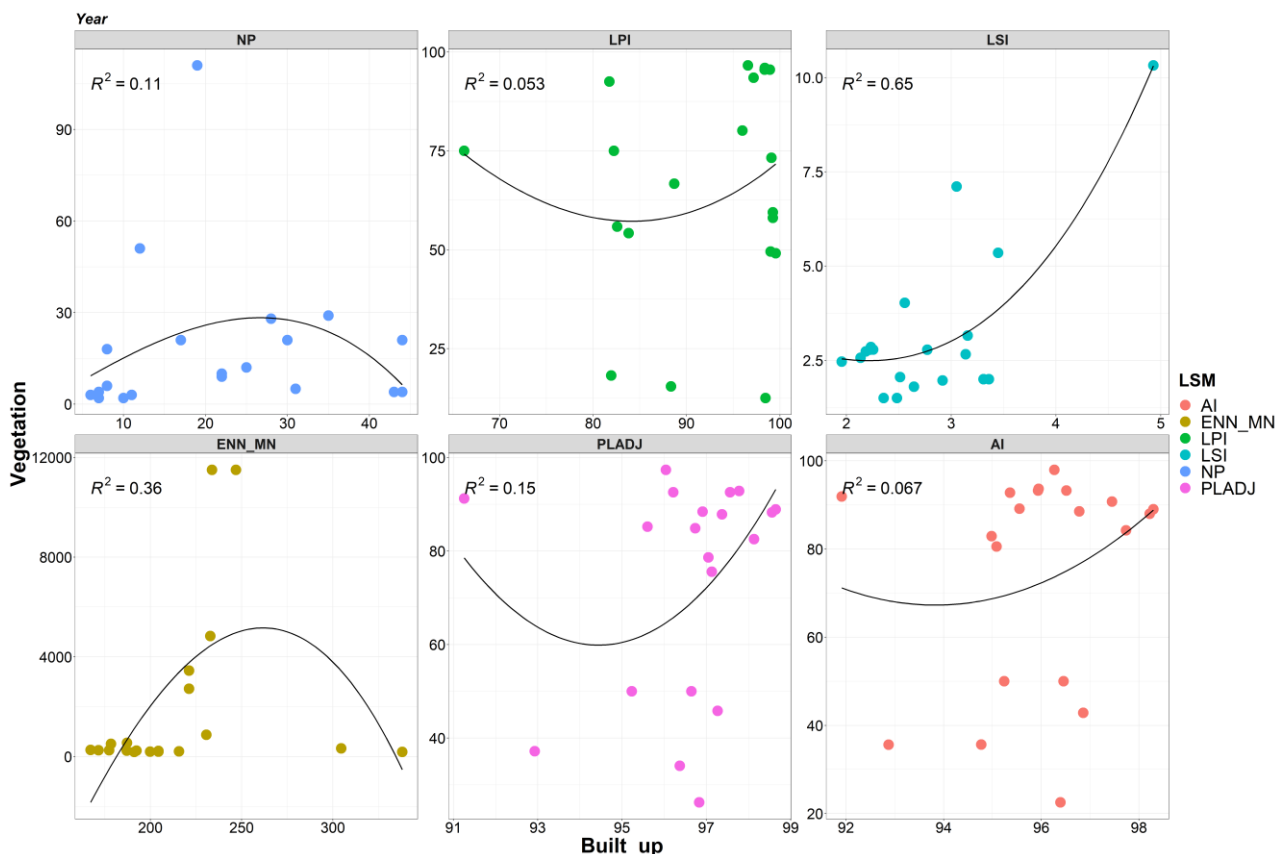 Year
NP
LPI
LSI
R² = 0.11
R² = 0.053
R² = 0.65
90
60
30
0
100
75
50
25
10.0
7.5
5.0
2.5
10
20
30
40
70
80
90
100
2
3
4
5
ENN_MN
PLADJ
AI
R² = 0.36
R² = 0.15
R² = 0.067
12000
8000
4000
0
100
80
60
40
100
80
60
40
20
200
250
300
91
93
95
97
99
92
94
96
98
Vegetation
Built_up
LSM
AI
ENN_MN
LPI
LSI
NP
PLADJ